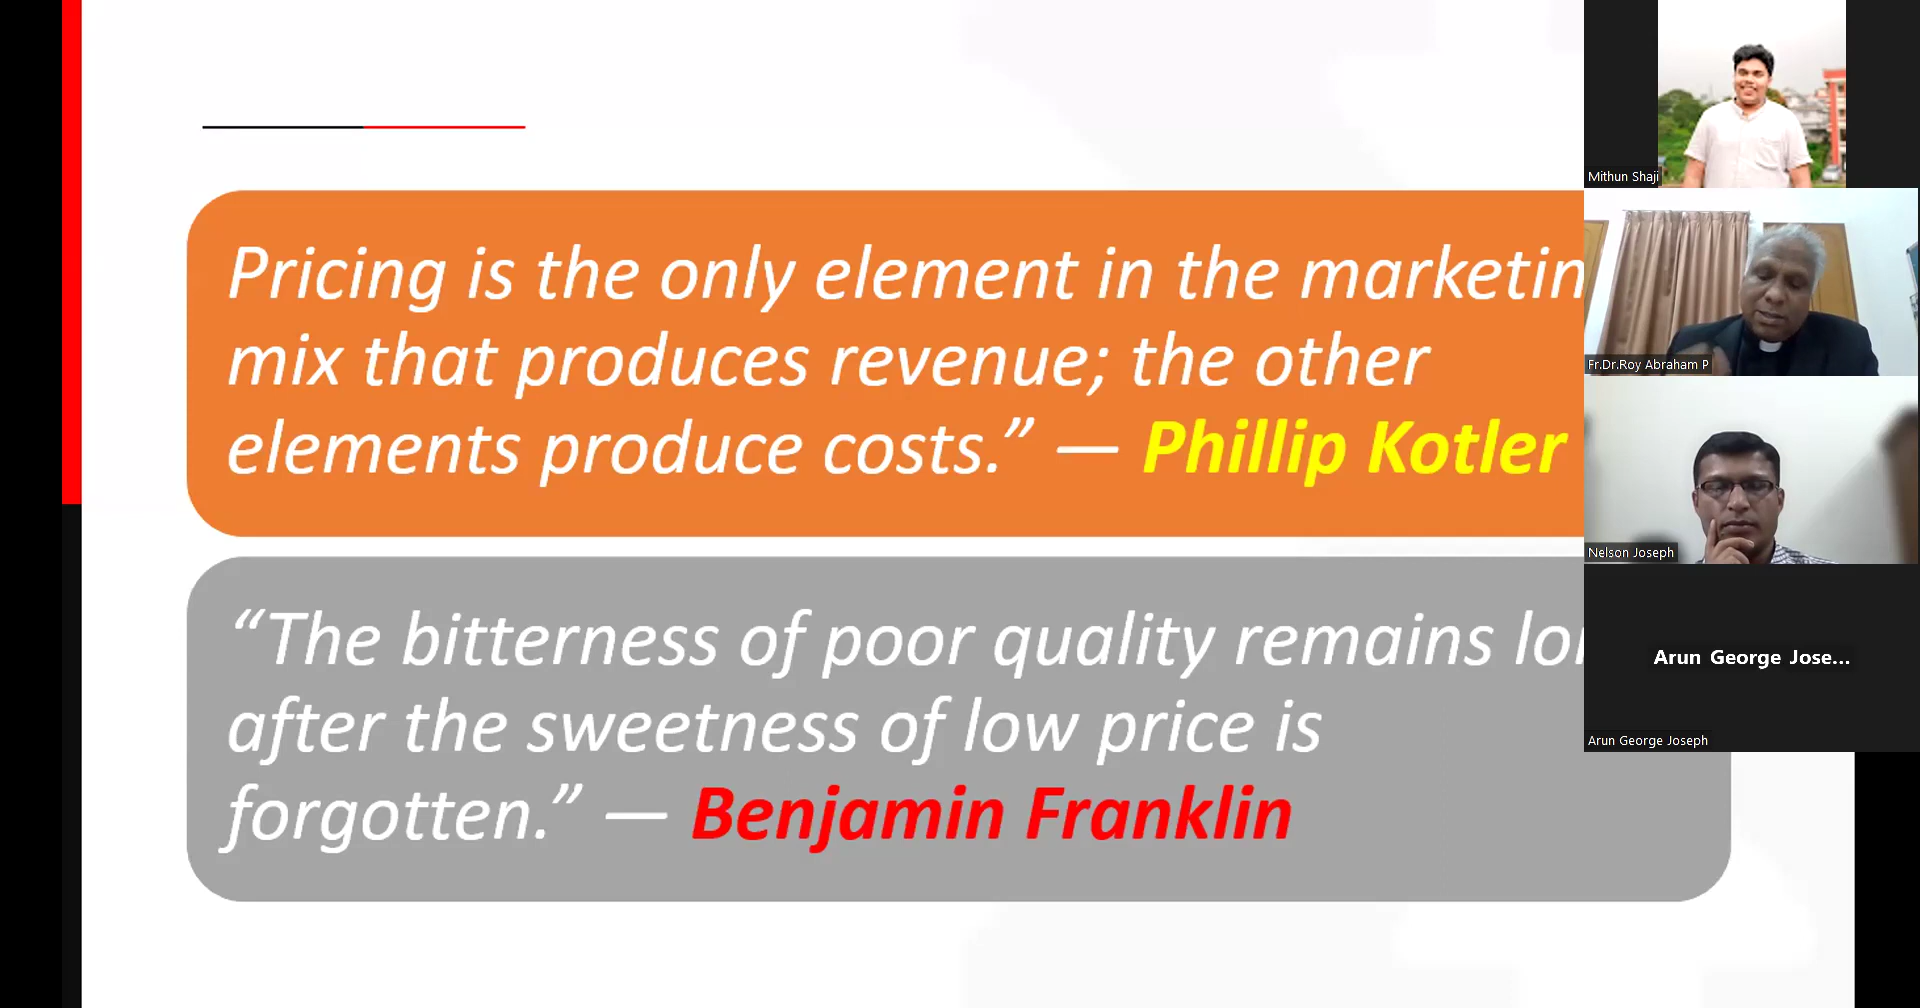 Pricing is the only element in the marketin
mix that produces revenue; the other
elements produce costs.” — Phillip Kotler
“The bitterness of poor quality remains
after the sweetness of low price is
forgotten.” — Benjamin Franklin
Mithun Shaji
Fr.Dr.Roy Abraham P
Nelson Joseph
Arun George Jose...
Arun George Joseph